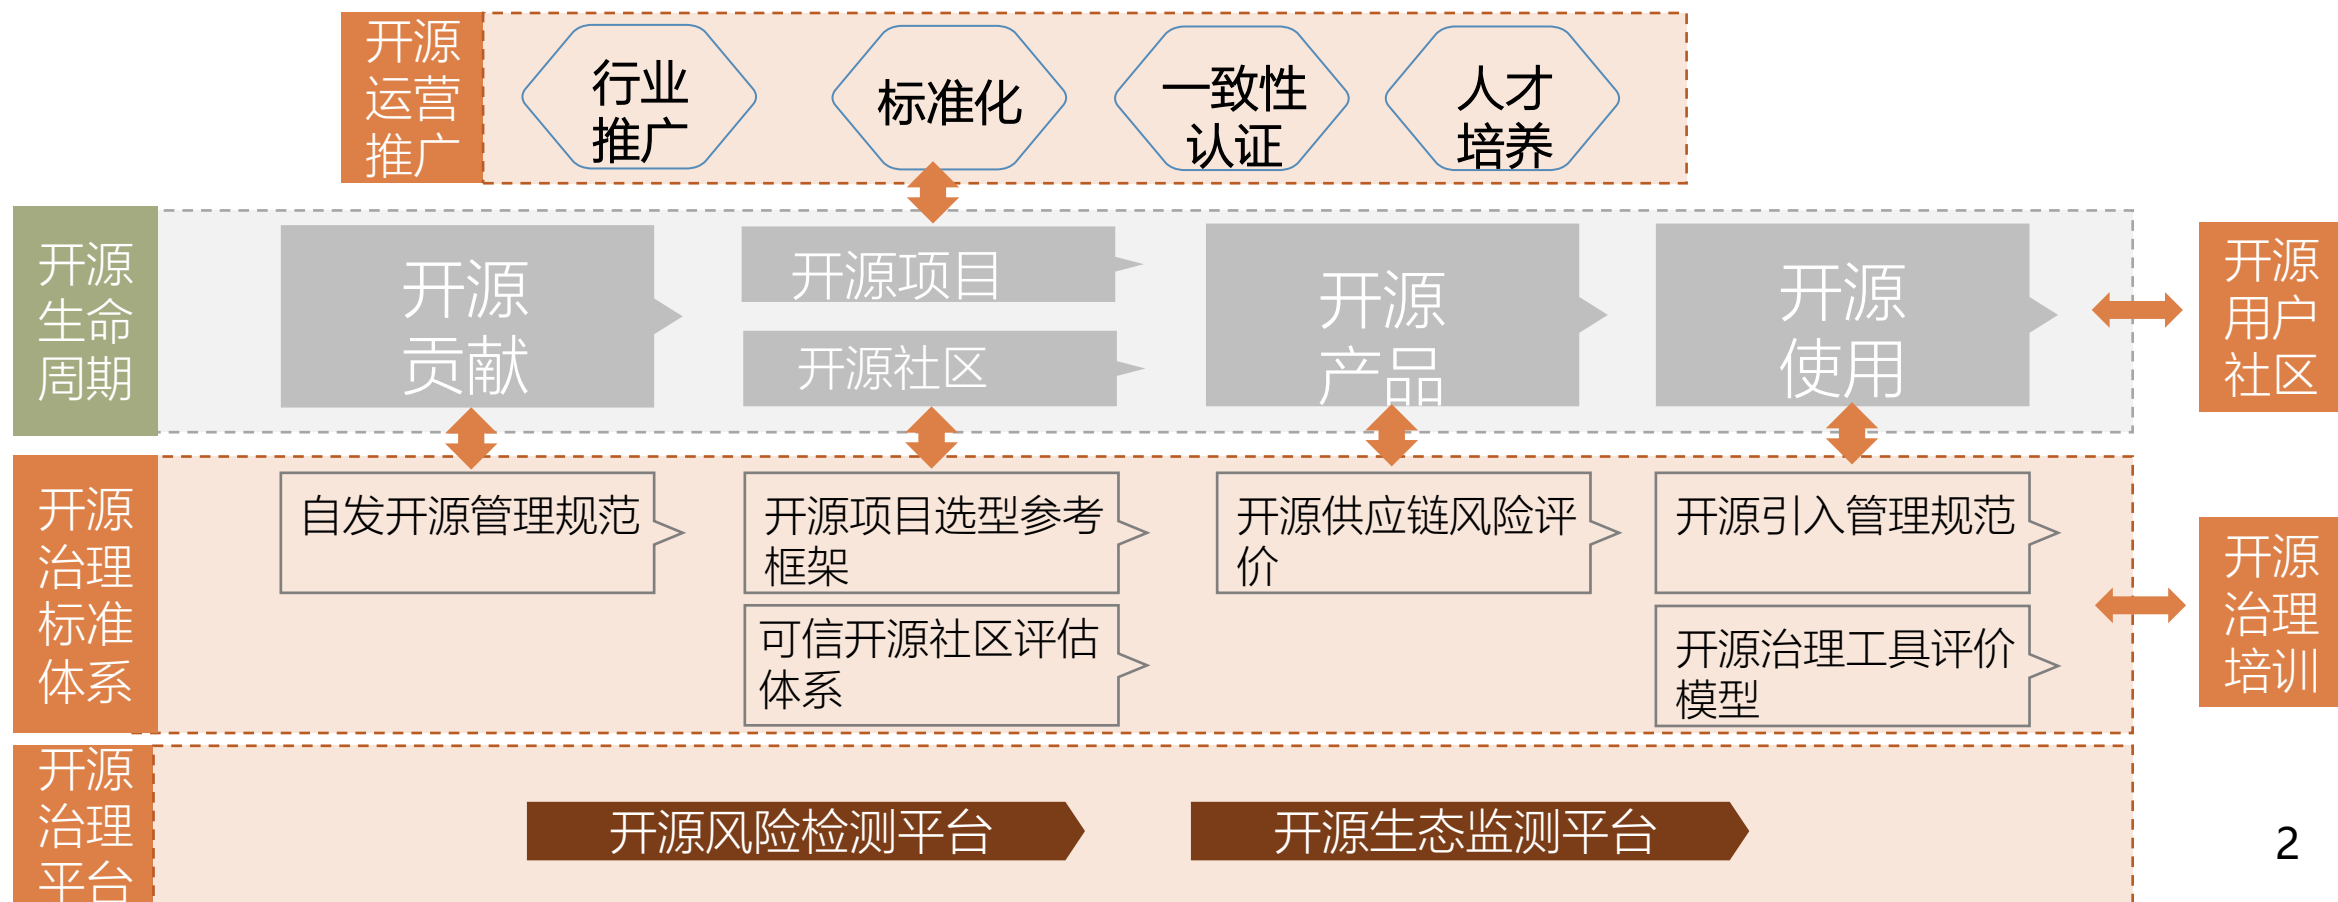 开源
运营
推广
行业
推广
标准化
一致性
认证
人才
培养
开源
生命
周期
开源
贡献
开源项目
开源社区
开源
产品
开源
使用
开源
用户
社区
开源
治理
标准
体系
自发开源管理规范
开源项目选型参考
框架
可信开源社区评估
体系
开源供应链风险评
价
开源引入管理规范
开源治理工具评价
模型
开源
治理
培训
开源
治理
平台
开源风险检测平台
开源生态监测平台
2